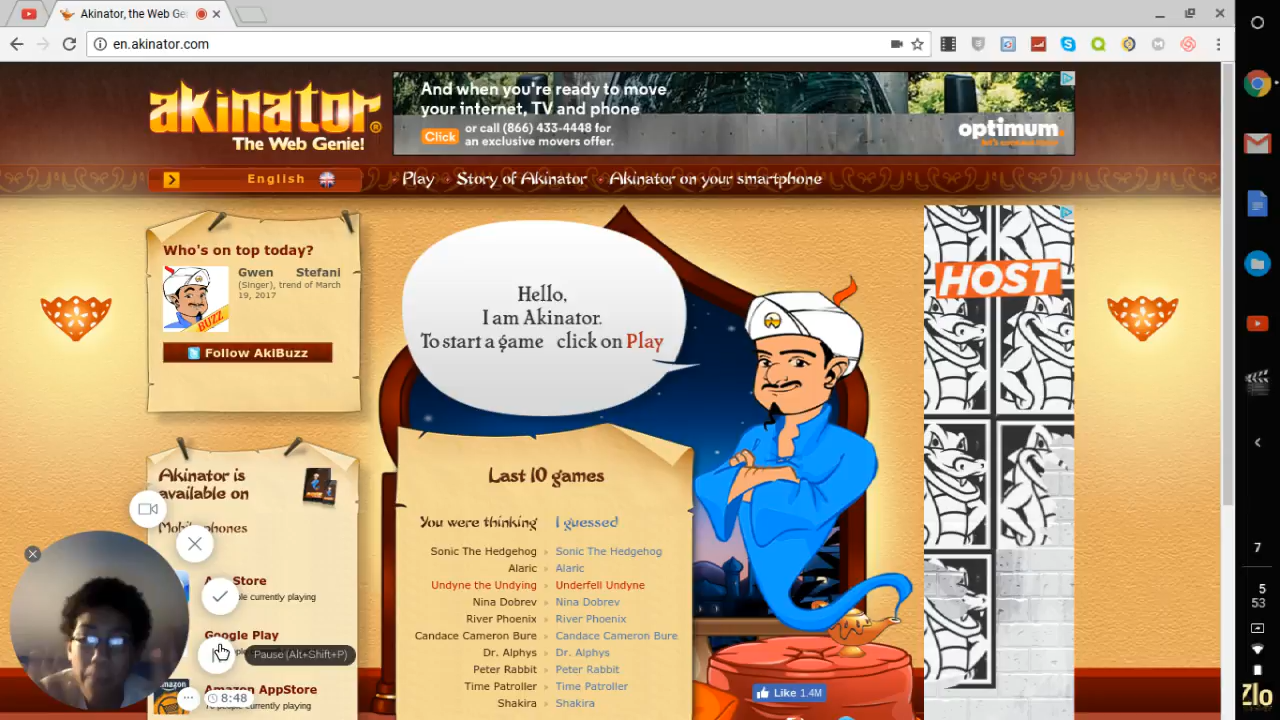 Akinator, the Web Ge
en.akinator.com
akinator®
The Web Genie!
And when you're ready to move
your internet, TV and phone
Click
or call (866) 433-4448 for
an exclusive movers offer.
optimum.
English
Play
Story of Akinator
Akinator on your smartphone
Who's on top today?
Gwen Stefani
(Singer), trend of March
19, 2017
BUZZ
Follow AkiBuzz
Hello,
I am Akinator.
To start a game click on Play
HOST
Akinator is
available on
Mobile phones
App Store
ple currently playing
Google Play
Pause (Alt+Shift+P)
amazon
Amazon AppStore
people currently playing
8:48
Last 10 games
You were thinking I guessed
Sonic The Hedgehog » Sonic The Hedgehog
Alaric » Alaric
Undyne the Undying » Underfell Undyne
Nina Dobrev » Nina Dobrev
River Phoenix » River Phoenix
Candace Cameron Bure » Candace Cameron Bure
Dr. Alphys » Dr. Alphys
Peter Rabbit » Peter Rabbit
Time Patroller » Time Patroller
Shakira » Shakira
Like 1.4M
7
5
53
Zlo